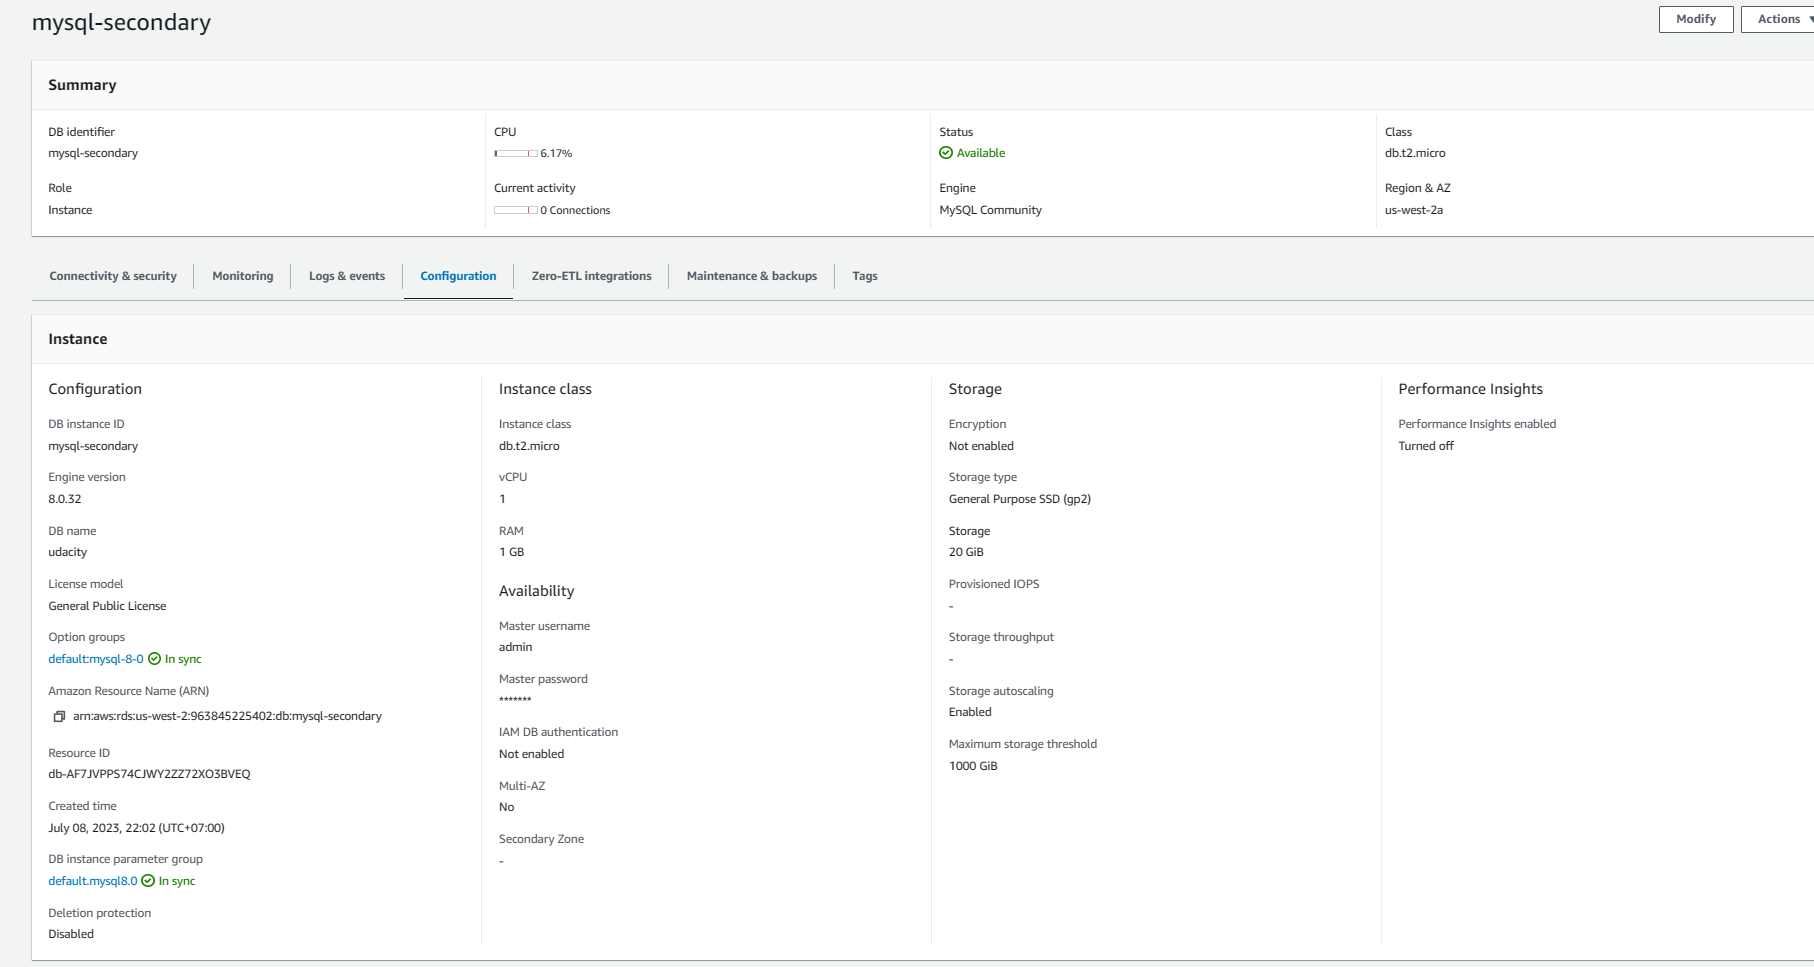 mysql-secondary
Modify
Actions
Summary
DB identifier
mysql-secondary
Role
Instance
CPU
6.17%
Current activity
0 Connections
Status
Available
Engine
MySQL Community
Class
db.t2.micro
Region & AZ
us-west-2a
Connectivity & security
Monitoring
Logs & events
Configuration
Zero-ETL integrations
Maintenance & backups
Tags
Instance
Configuration
DB instance ID
mysql-secondary
Engine version
8.0.32
DB name
udacity
License model
General Public License
Option groups
default:mysql-8-0 In sync
Amazon Resource Name (ARN)
arn:aws:rds:us-west-2:963845225402:db:mysql-secondary
Resource ID
db-AF7JVPPS74CJWY2ZZ72XO3BVEQ
Created time
July 08, 2023, 22:02 (UTC+07:00)
DB instance parameter group
default.mysql8.0 In sync
Deletion protection
Disabled
Instance class
Instance class
db.t2.micro
vCPU
1
RAM
1 GB
Availability
Master username
admin
Master password
*******
IAM DB authentication
Not enabled
Multi-AZ
No
Secondary Zone
-
Storage
Encryption
Not enabled
Storage type
General Purpose SSD (gp2)
Storage
20 GiB
Provisioned IOPS
-
Storage throughput
-
Storage autoscaling
Enabled
Maximum storage threshold
1000 GiB
Performance Insights
Performance Insights enabled
Turned off